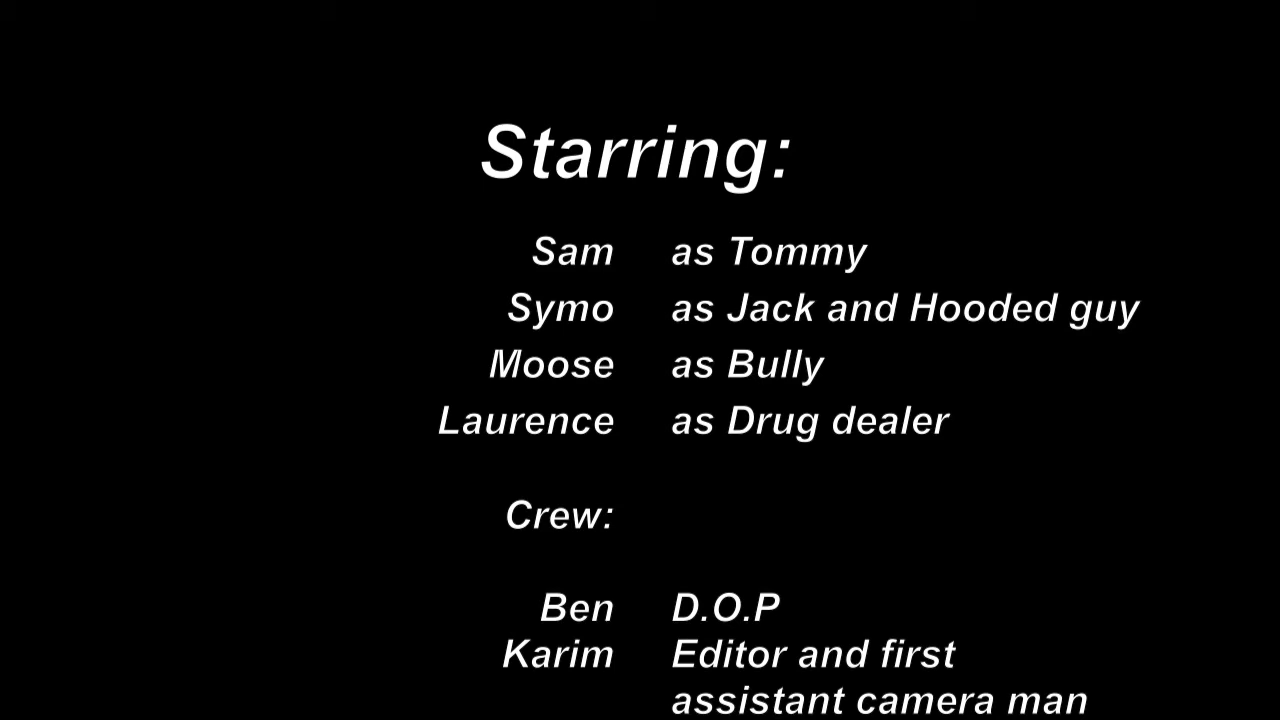 Starring:
Sam as Tommy
Symo as Jack and Hooded guy
Moose as Bully
Laurence as Drug dealer
Crew:
Ben D.O.P
Karim Editor and first
assistant camera man